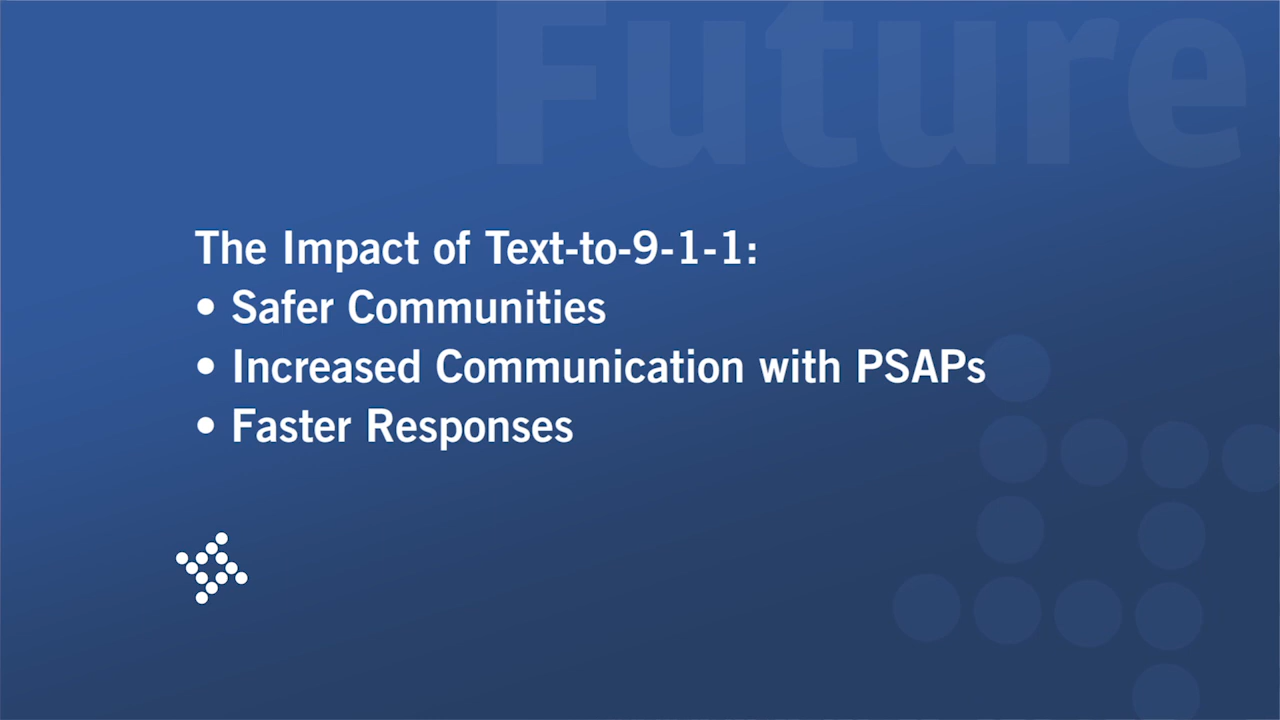 Future
The Impact of Text-to-9-1-1:
• Safer Communities
• Increased Communication with PSAPs
• Faster Responses